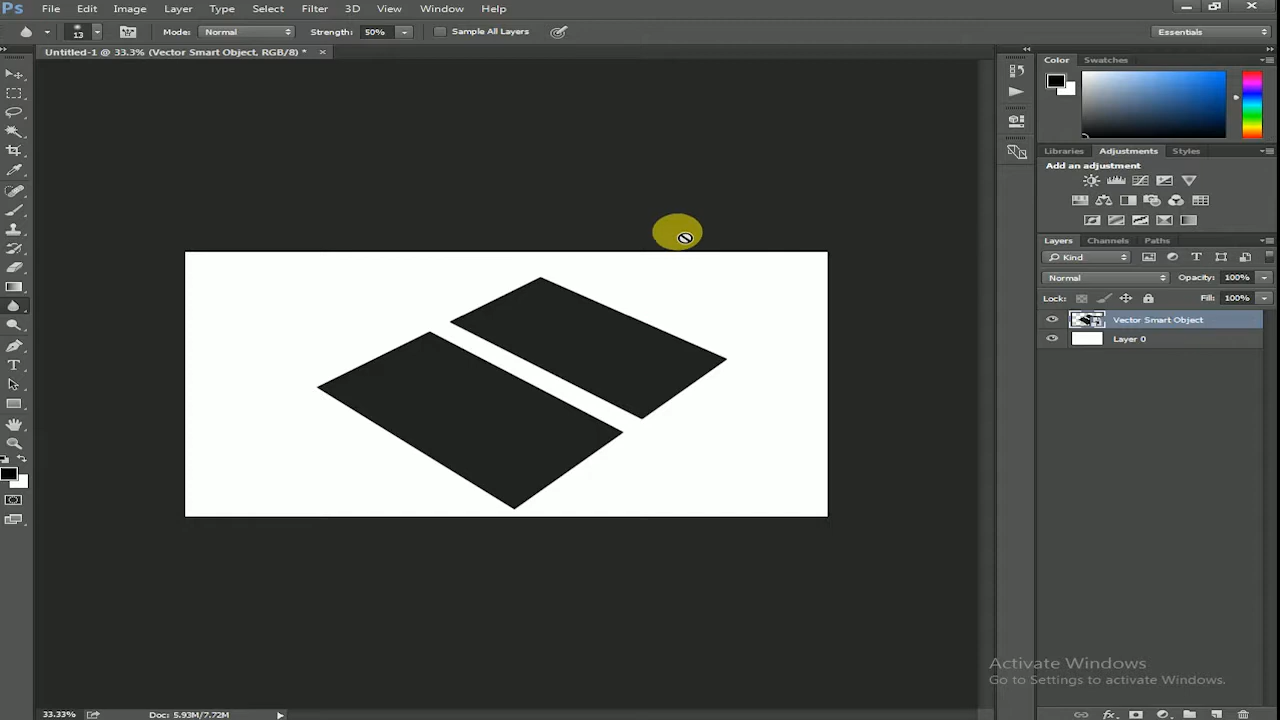 Ps File Edit Image Layer Type Select Filter 3D View Window Help
13 Mode: Normal Strength: 50% Sample All Layers Essentials
Untitled-1 @ 33.3% (Vector Smart Object, RGB/8) *
Color Swatches
Libraries Adjustments Styles
Add an adjustment
Layers Channels Paths
Kind
Normal Opacity: 100%
Lock: Fill: 100%
Vector Smart Object
Layer 0
Activate Windows
Go to Settings to activate Windows.
33.33% Doc: 5.93M/7.72M